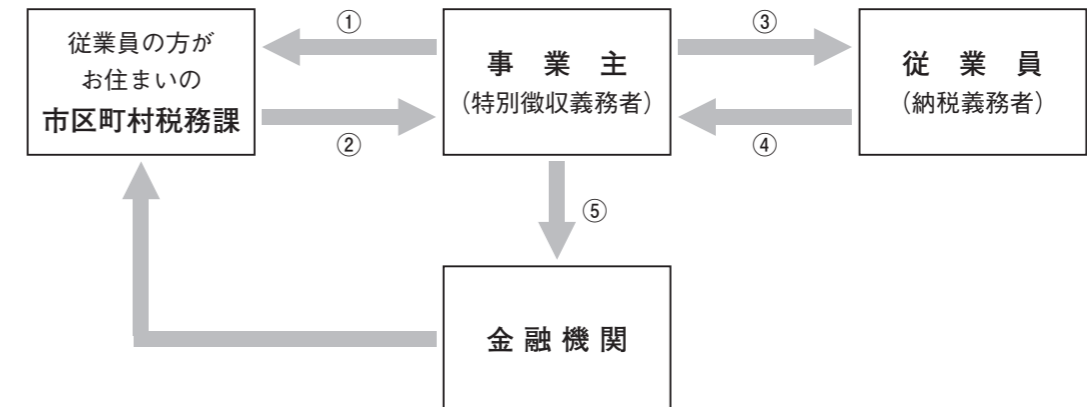 従業員の方が
お住まいの
市区町村税務課
①
②
事業主
(特別徴収義務者)
③
④
従業員
(納税義務者)
⑤
金融機関